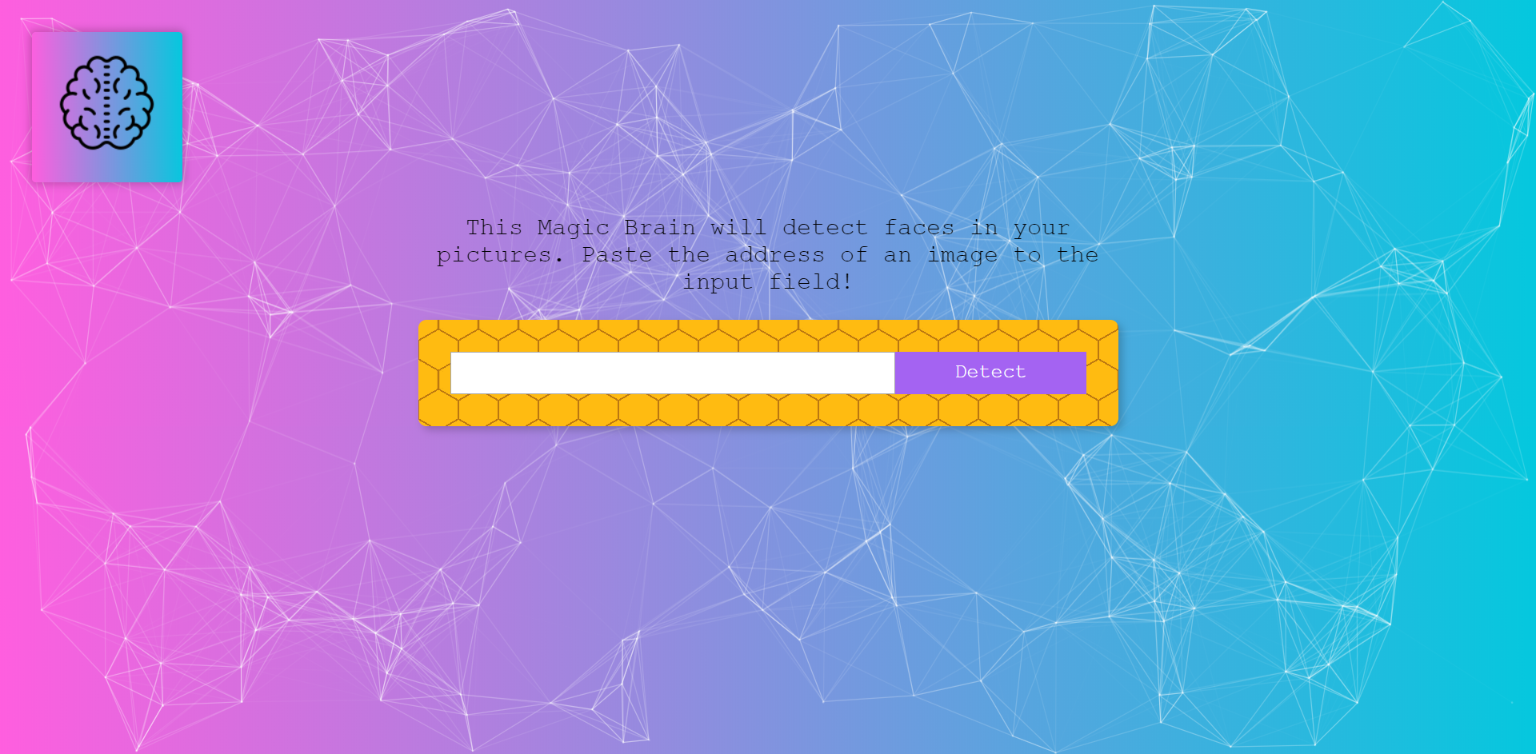 This Magic Brain will detect faces in your
pictures. Paste the address of an image to the
input field!
Detect